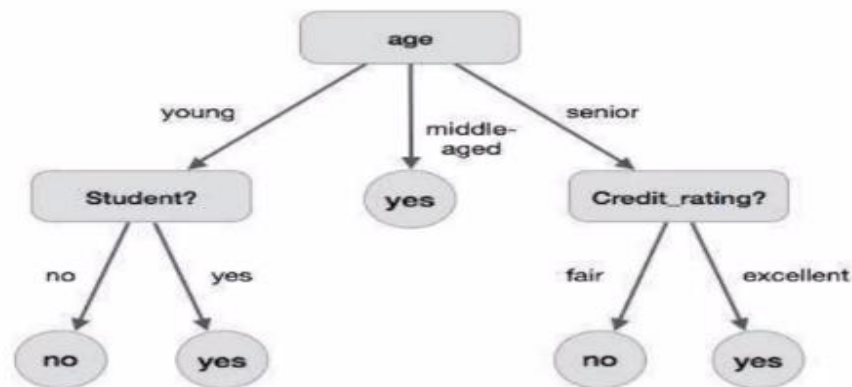 age
young
middle-
aged
senior
Student?
yes
Credit_rating?
no
yes
fair
excellent
no
yes
no
yes